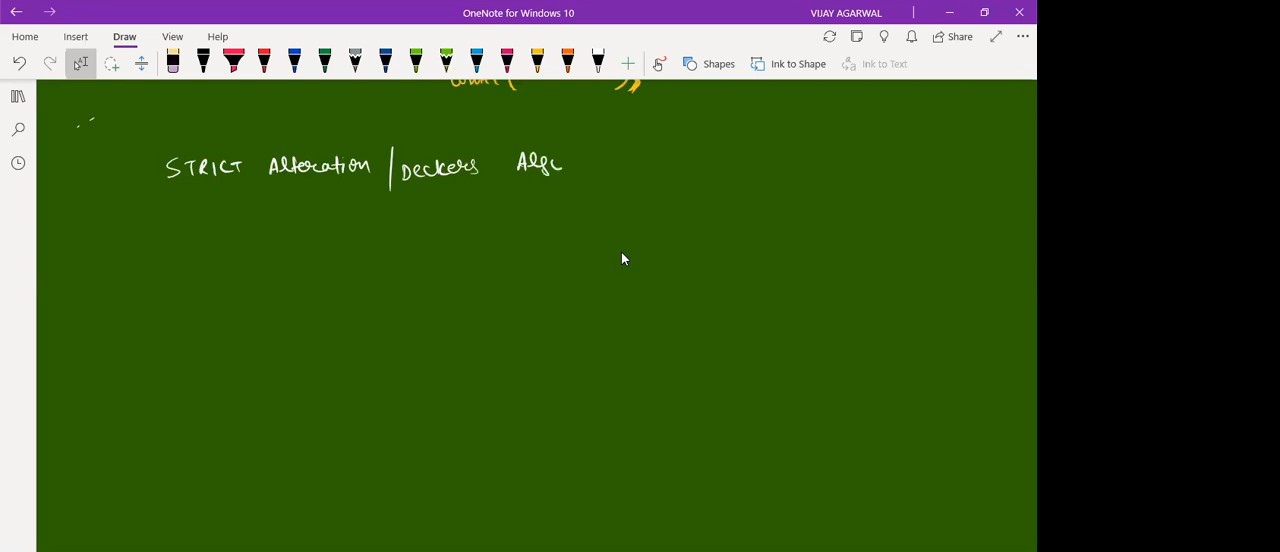 OneNote for Windows 10
VIJAY AGARWAL
Home Insert Draw View Help
Share
Shapes Ink to Shape Ink to Text
STRICT Alteration | Deckers Algo